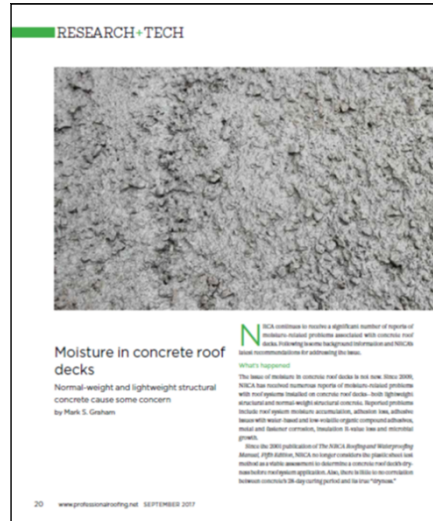 RESEARCH+TECH
Moisture in concrete roof
decks
Normal-weight and lightweight structural
concrete cause some concern
by Mark S. Graham
NRCA continues to receive a significant number of reports of
moisture-related problems associated with concrete roof
decks. Following is some background information and NRCA's
latest recommendations for addressing the issue.
What's happened
The issue of moisture in concrete roof decks is not new. Since 2009,
NRCA has received numerous reports of moisture-related problems
with roof systems installed on concrete roof decks—both lightweight
structural and normal-weight structural concrete. Reported problems
include roof system moisture accumulation, adhesion loss, adhesive
issues with water-based and low-volatile organic compound adhesives,
metal and fastener corrosion, insulation R-value loss and microbial
growth.
Since the 2001 publication of The NRCA Roofing and Waterproofing
Manual, Fifth Edition, NRCA no longer considers the plastic sheet test
method as a viable assessment to determine a concrete roof deck's dry-
ness before roof system application. Also, there is little to no correlation
between concrete's 28-day curing period and its true "dryness."
20 www.professionalroofing.net SEPTEMBER 2017